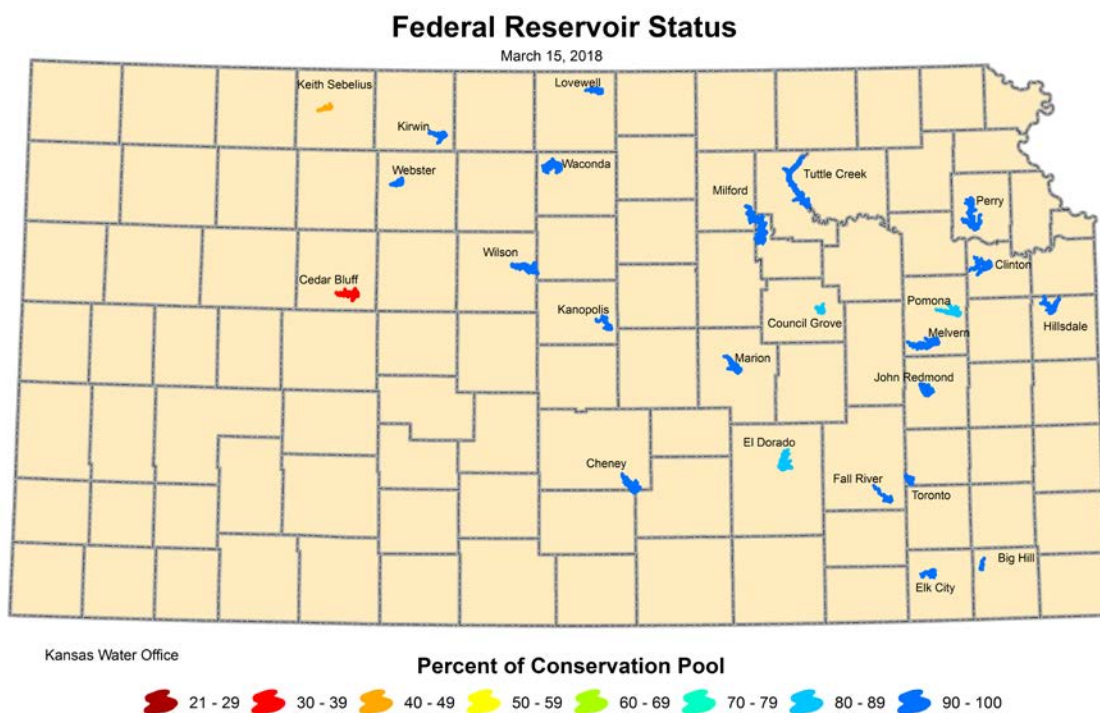 Federal Reservoir Status
March 15, 2018
Keith Sebelius
Lovewell
Kirwin
Webster
Waconda
Tuttle Creek
Milford
Perry
Wilson
Clinton
Cedar Bluff
Kanopolis
Council Grove
Pomona
Hillsdale
Melvern
Marion
John Redmond
El Dorado
Cheney
Fall River
Toronto
Big Hill
Elk City
Kansas Water Office
Percent of Conservation Pool
21 - 29 30 - 39 40 - 49 50 - 59 60 - 69 70 - 79 80 - 89 90 - 100